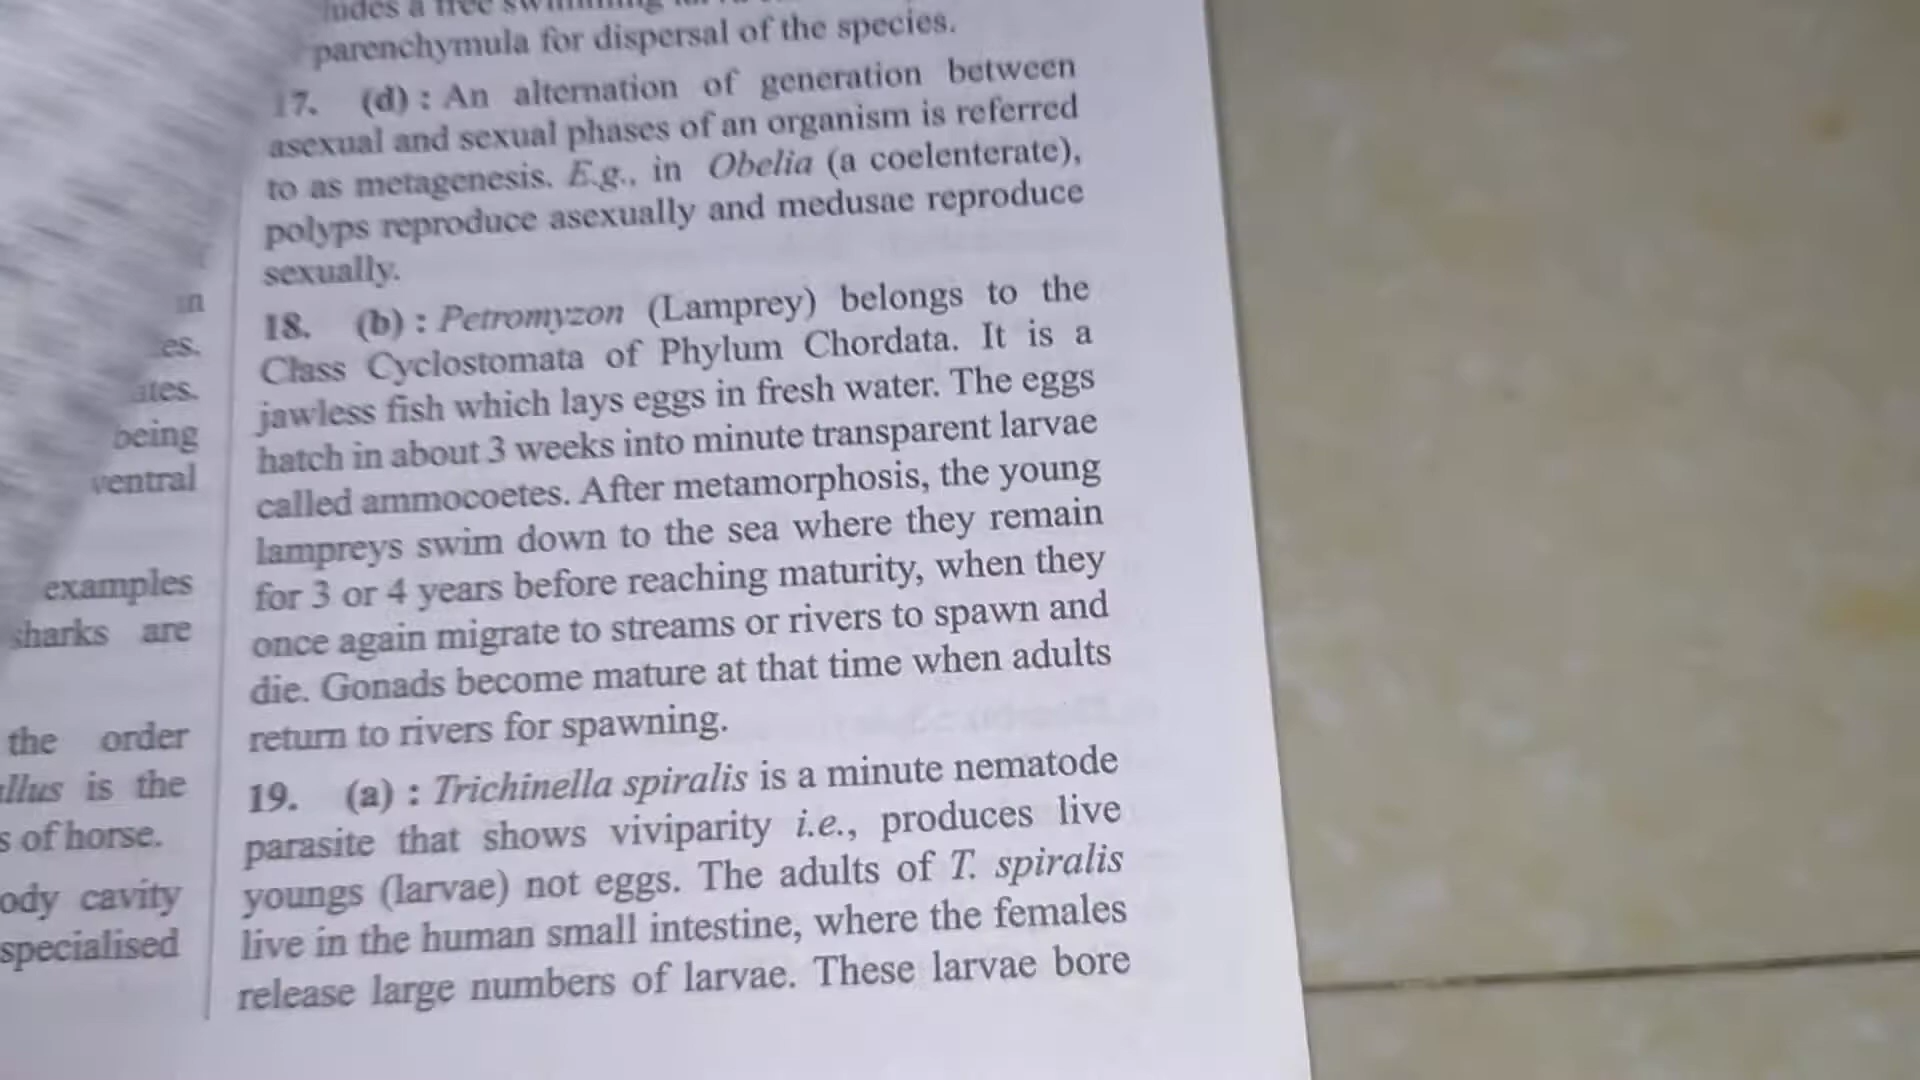 in
es.
ates.
being
ventral
examples
sharks are
the order
allus is the
s of horse.
ody cavity
specialised
parenchymula for dispersal of the species.
17. (d) : An alternation of generation between
asexual and sexual phases of an organism is referred
to as metagenesis. E.g., in Obelia (a coelenterate),
polyps reproduce asexually and medusae reproduce
sexually.
18. (b) : Petromyzon (Lamprey) belongs to the
Class Cyclostomata of Phylum Chordata. It is a
jawless fish which lays eggs in fresh water. The eggs
hatch in about 3 weeks into minute transparent larvae
called ammocoetes. After metamorphosis, the young
lampreys swim down to the sea where they remain
for 3 or 4 years before reaching maturity, when they
once again migrate to streams or rivers to spawn and
die. Gonads become mature at that time when adults
return to rivers for spawning.
19. (a) : Trichinella spiralis is a minute nematode
parasite that shows viviparity i.e., produces live
youngs (larvae) not eggs. The adults of T. spiralis
live in the human small intestine, where the females
release large numbers of larvae. These larvae bore